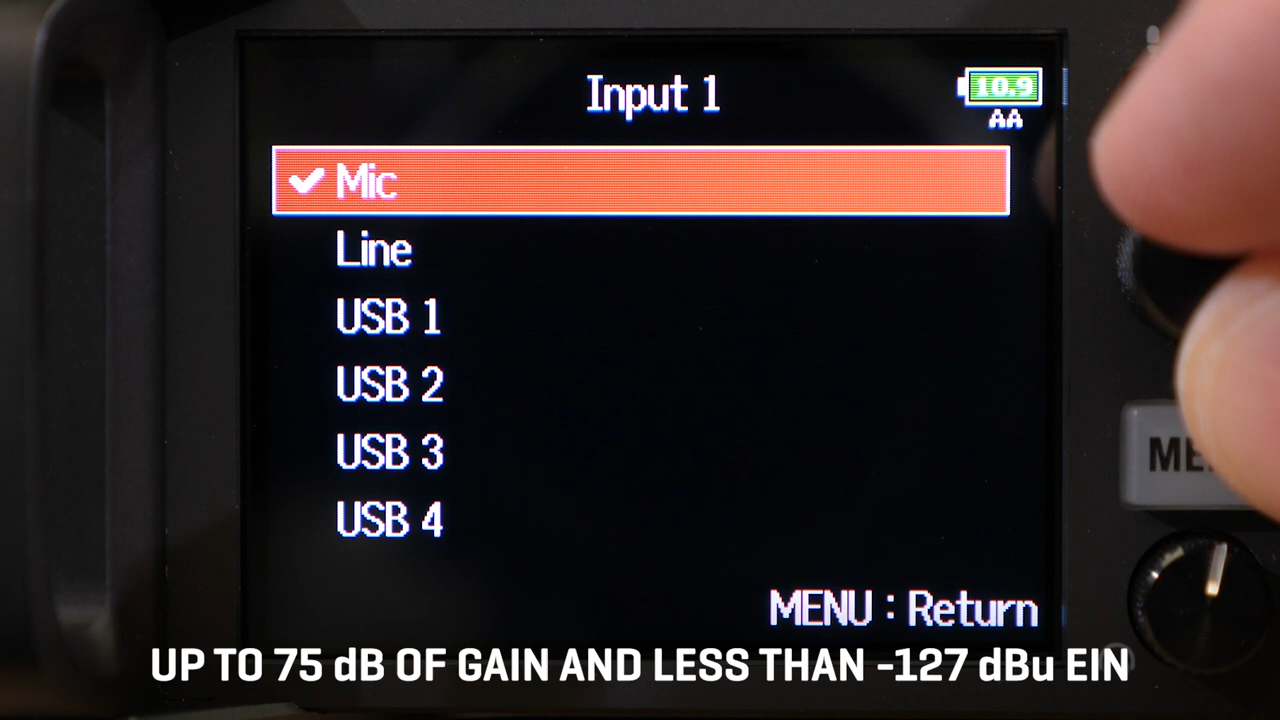 Input 1
10.9
AA
Mic
Line
USB 1
USB 2
USB 3
USB 4
MENU : Return
UP TO 75 dB OF GAIN AND LESS THAN -127 dBu EIN